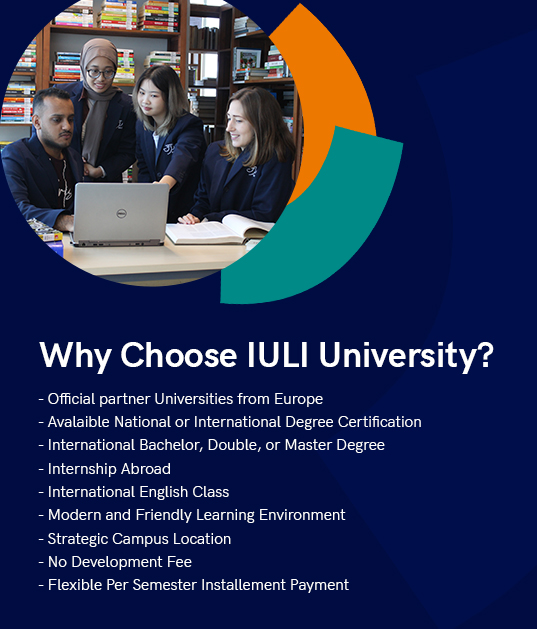 Why Choose IULI University?
- Official partner Universities from Europe
- Avalaible National or International Degree Certification
- International Bachelor, Double, or Master Degree
- Internship Abroad
- International English Class
- Modern and Friendly Learning Environment
- Strategic Campus Location
- No Development Fee
- Flexible Per Semester Installement Payment